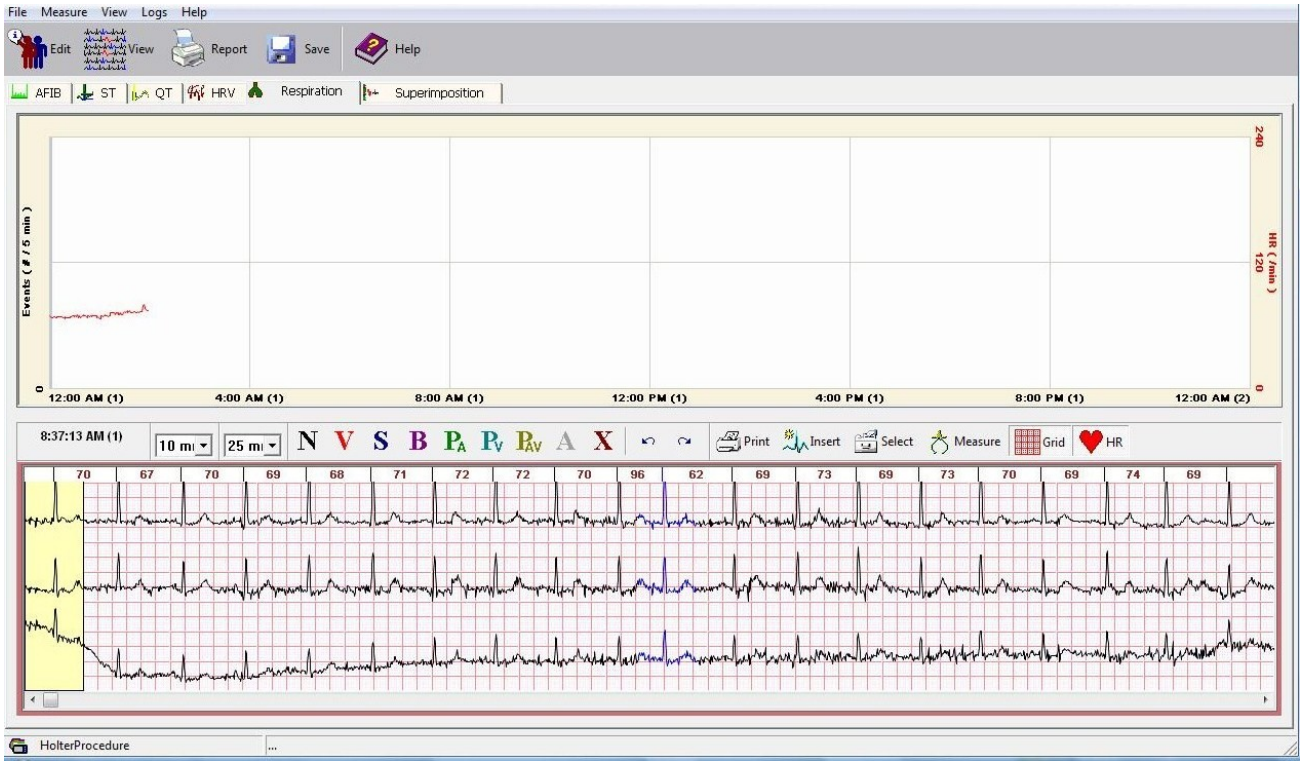 File Measure View Logs Help
Edit View Report Save Help
AFIB ST QT HRV Respiration Superimposition
240
Events ( # / 5 min )
120
HR ( /min )
0
0
12:00 AM (1) 4:00 AM (1) 8:00 AM (1) 12:00 PM (1) 4:00 PM (1) 8:00 PM (1) 12:00 AM (2)
8:37:13 AM (1) 10 m 25 m N V S B PA PV PAV A X Print Insert Select Measure Grid HR
70 67 70 69 68 71 72 72 70 96 62 69 73 69 73 70 69 74 69
HolterProcedure ...